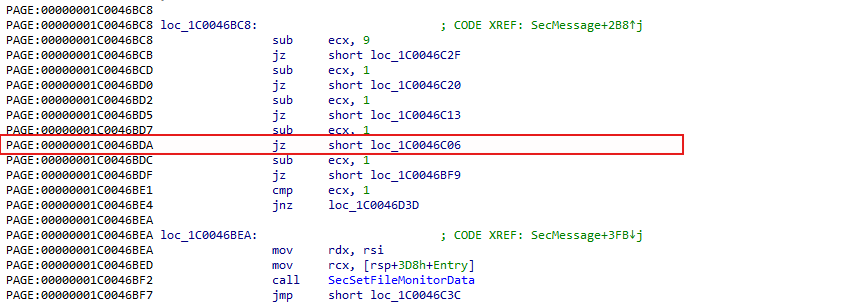 PAGE:00000001C0046BC8
PAGE:00000001C0046BC8 loc_1C0046BC8: ; CODE XREF: SecMessage+2B8↑j
PAGE:00000001C0046BC8 sub ecx, 9
PAGE:00000001C0046BCB jz short loc_1C0046C2F
PAGE:00000001C0046BCD sub ecx, 1
PAGE:00000001C0046BD0 jz short loc_1C0046C20
PAGE:00000001C0046BD2 sub ecx, 1
PAGE:00000001C0046BD5 jz short loc_1C0046C13
PAGE:00000001C0046BD7 sub ecx, 1
PAGE:00000001C0046BDA jz short loc_1C0046C06
PAGE:00000001C0046BDC sub ecx, 1
PAGE:00000001C0046BDF jz short loc_1C0046BF9
PAGE:00000001C0046BE1 cmp ecx, 1
PAGE:00000001C0046BE4 jnz loc_1C0046D3D
PAGE:00000001C0046BEA
PAGE:00000001C0046BEA loc_1C0046BEA: ; CODE XREF: SecMessage+3FB↓j
PAGE:00000001C0046BEA mov rdx, rsi
PAGE:00000001C0046BED mov rcx, [rsp+3D8h+Entry]
PAGE:00000001C0046BF2 call SecSetFileMonitorData
PAGE:00000001C0046BF7 jmp short loc_1C0046C3C